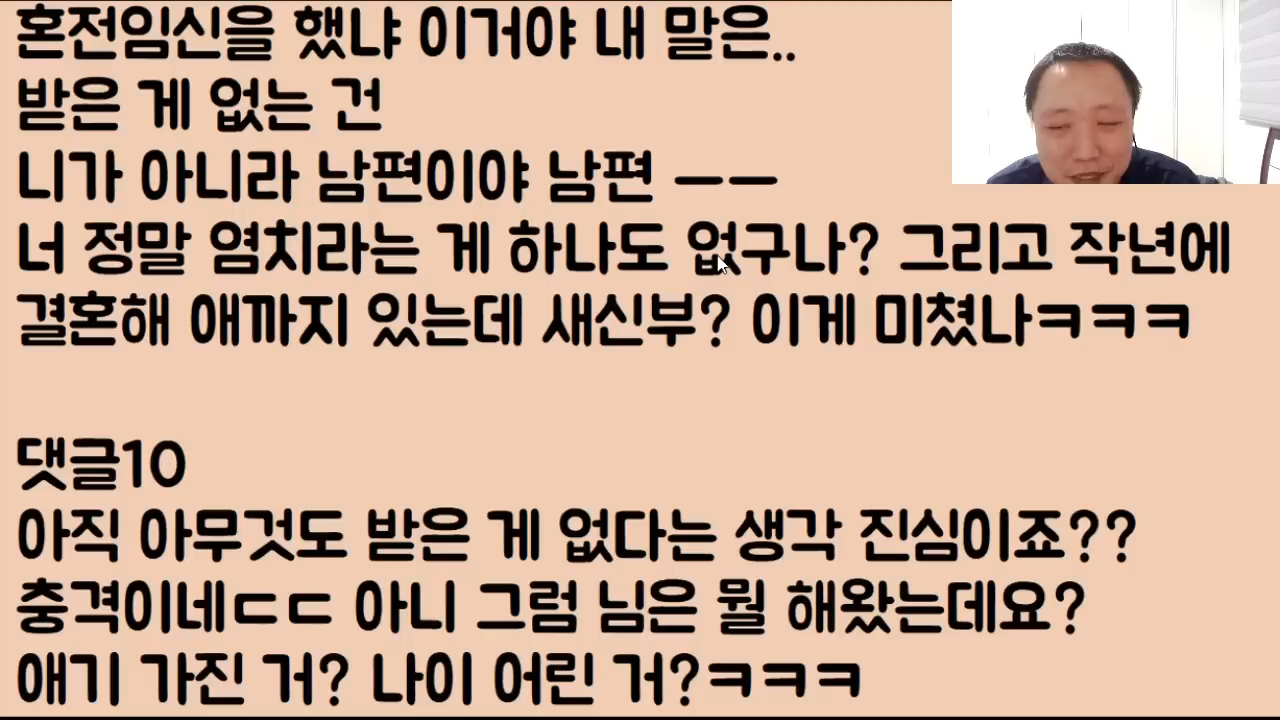 혼전임신을 했냐 이거야 내 말은..
받은 게 없는 건
니가 아니라 남편이야 남편 ㅡㅡ
너 정말 염치라는 게 하나도 없구나? 그리고 작년에
결혼해 애까지 있는데 새신부? 이게 미쳤나ㅋㅋㅋ
댓글10
아직 아무것도 받은 게 없다는 생각 진심이죠??
충격이네ㄷㄷ 아니 그럼 님은 뭘 해왔는데요?
애기 가진 거? 나이 어린 거?ㅋㅋㅋ